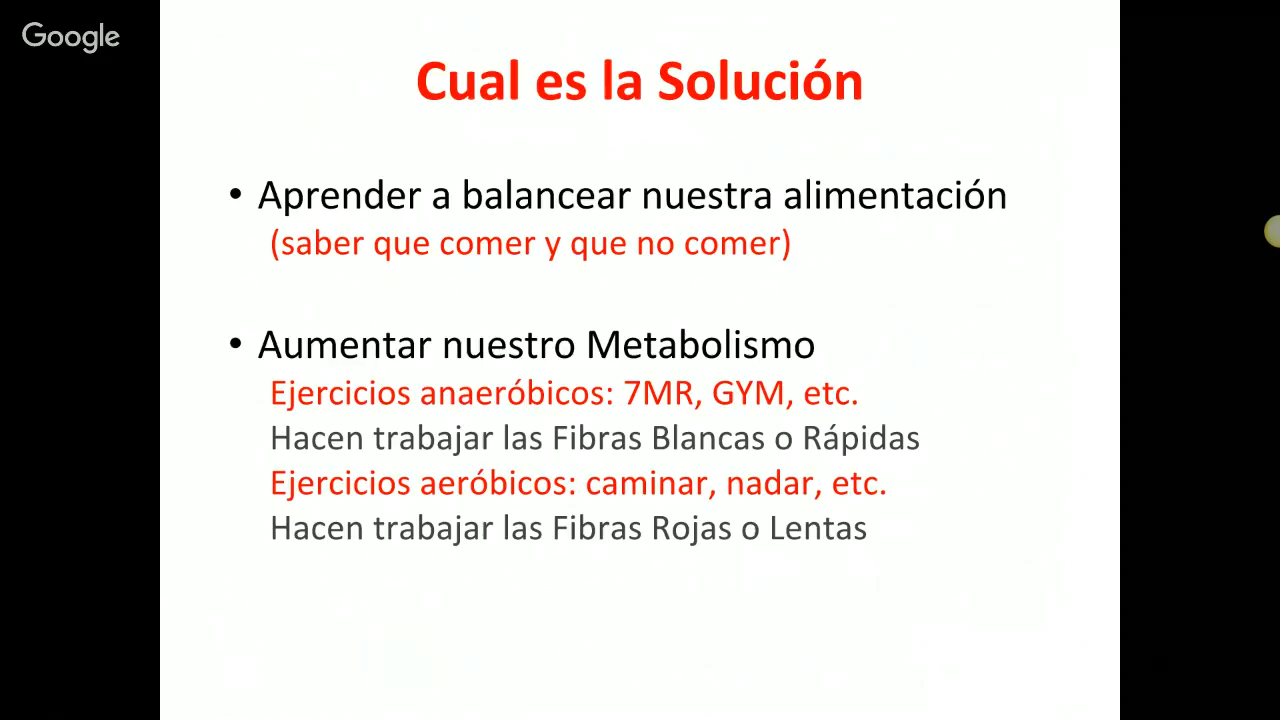 Google
Cual es la Solución
• Aprender a balancear nuestra alimentación
(saber que comer y que no comer)
• Aumentar nuestro Metabolismo
Ejercicios anaeróbicos: 7MR, GYM, etc.
Hacen trabajar las Fibras Blancas o Rápidas
Ejercicios aeróbicos: caminar, nadar, etc.
Hacen trabajar las Fibras Rojas o Lentas